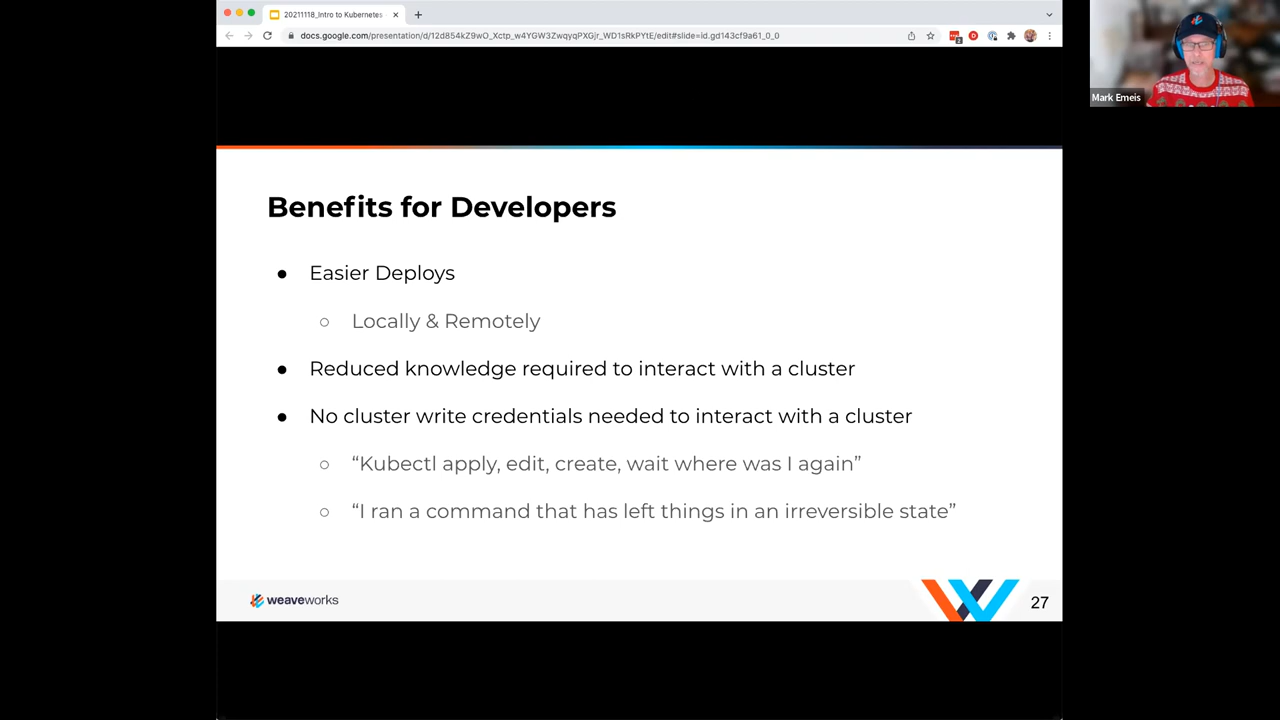 20211118_Intro to Kubernetes
docs.google.com/presentation/d/12d854kZ9wO_Xctp_w4YGW3ZwqyqPXGjr_WD1sRkPYtE/edit#slide=id.gd143cf9a61_0_0
Mark Emeis
Benefits for Developers
● Easier Deploys
○ Locally & Remotely
● Reduced knowledge required to interact with a cluster
● No cluster write credentials needed to interact with a cluster
○ “Kubectl apply, edit, create, wait where was I again”
○ “I ran a command that has left things in an irreversible state”
weaveworks
27